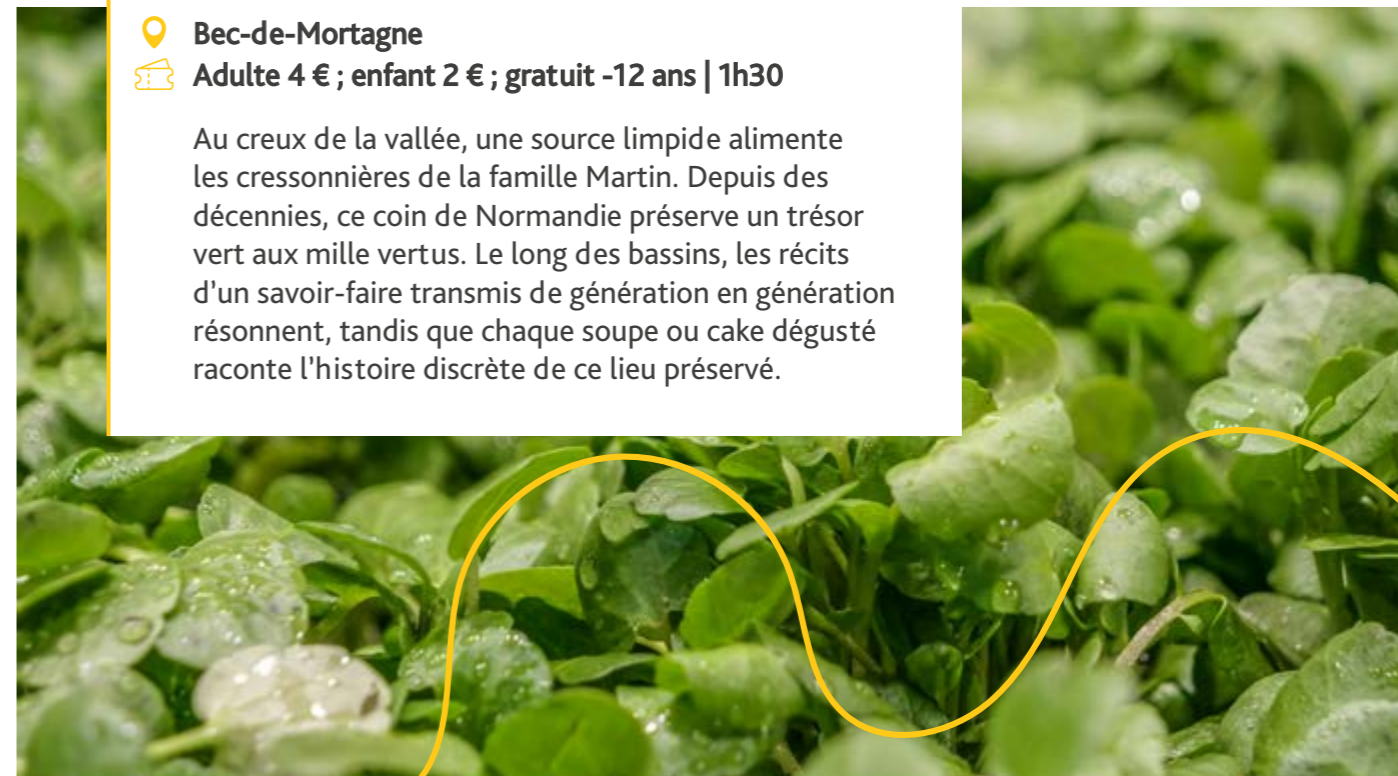 Bec-de-Mortagne
Adulte 4 € ; enfant 2 € ; gratuit -12 ans | 1h30
Au creux de la vallée, une source limpide alimente
les cressonnières de la famille Martin. Depuis des
décennies, ce coin de Normandie préserve un trésor
vert aux mille vertus. Le long des bassins, les récits
d’un savoir-faire transmis de génération en génération
résonnent, tandis que chaque soupe ou cake dégusté
raconte l’histoire discrète de ce lieu préservé.